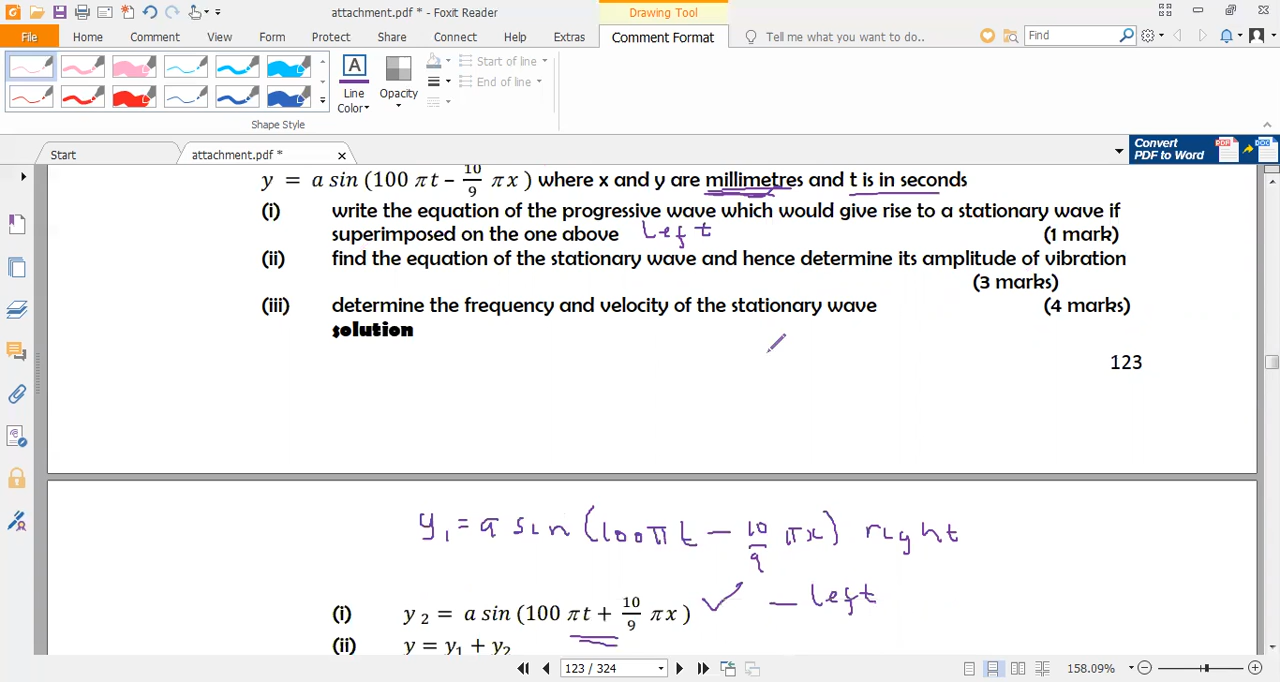 attachment.pdf * - Foxit Reader
Drawing Tool
File Home Comment View Form Protect Share Connect Help Extras Comment Format Tell me what you want to do.. Find
Line Color
Opacity
Start of line
End of line
Shape Style
Start
attachment.pdf *
Convert PDF to Word
y = a sin (100 πt − 10/9 πx) where x and y are millimetres and t is in seconds
(i) write the equation of the progressive wave which would give rise to a stationary wave if
superimposed on the one above left (1 mark)
(ii) find the equation of the stationary wave and hence determine its amplitude of vibration
(3 marks)
(iii) determine the frequency and velocity of the stationary wave (4 marks)
solution
123
y₁ = a sin (100πt − 10/9 πx) right
(i) y₂ = a sin (100 πt + 10/9 πx) ✓ — left
(ii) y = y₁ + y₂
123 / 324
158.09%